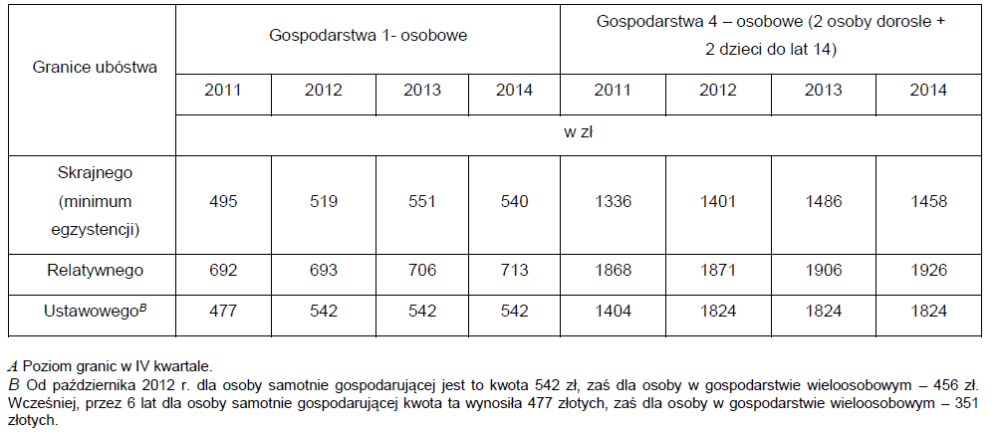 Granice ubóstwa
Gospodarstwa 1- osobowe
Gospodarstwa 4 – osobowe (2 osoby dorosłe +
2 dzieci do lat 14)
2011 2012 2013 2014 2011 2012 2013 2014
w zł
Skrajnego
(minimum
egzystencji)
495 519 551 540 1336 1401 1486 1458
Relatywnego 692 693 706 713 1868 1871 1906 1926
Ustawowego B 477 542 542 542 1404 1824 1824 1824
A Poziom granic w IV kwartale.
B Od października 2012 r. dla osoby samotnie gospodarującej jest to kwota 542 zł, zaś dla osoby w gospodarstwie wieloosobowym – 456 zł.
Wcześniej, przez 6 lat dla osoby samotnie gospodarującej kwota ta wynosiła 477 złotych, zaś dla osoby w gospodarstwie wieloosobowym – 351
złotych.